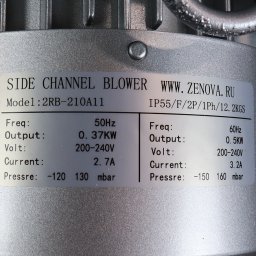 SIDE CHANNEL BLOWER WWW.ZENOVA.RU
Model:2RB-210A11 IP55/F/2P/1Ph/12.2KGS
Freq: 50Hz Freq: 60Hz
Output: 0.37KW Output: 0.5KW
Volt: 200-240V Volt: 200-240V
Current: 2.7A Current: 3.2A
Pressre: -120 130 mbar Pressre: -150 160 mbar